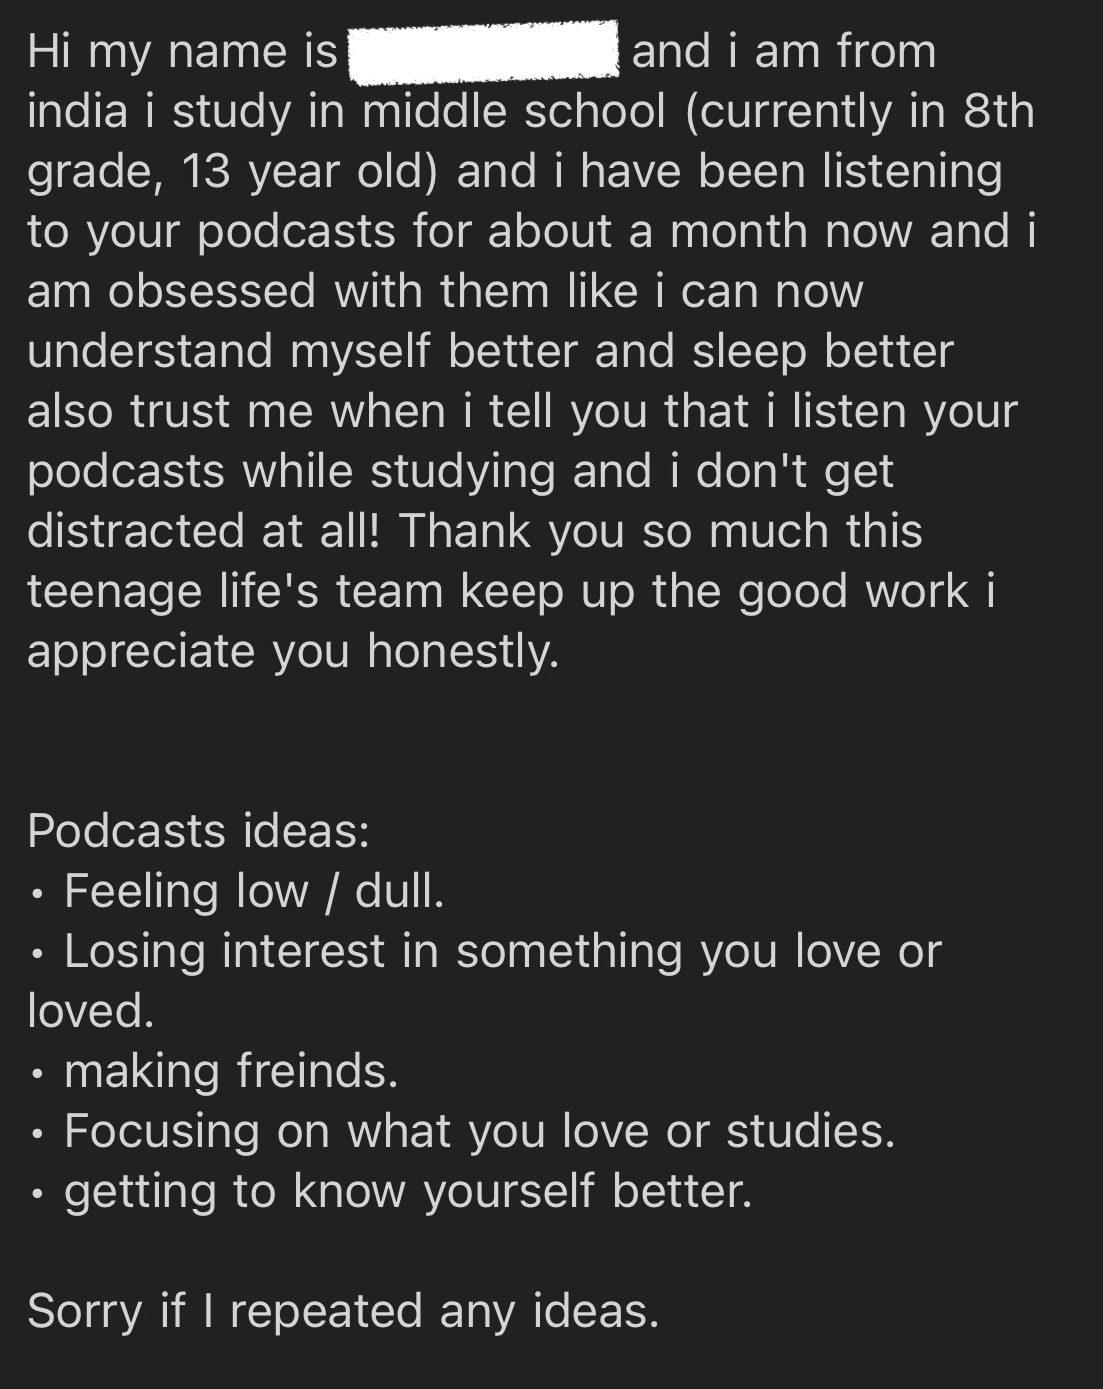 Hi my name is and i am from
india i study in middle school (currently in 8th
grade, 13 year old) and i have been listening
to your podcasts for about a month now and i
am obsessed with them like i can now
understand myself better and sleep better
also trust me when i tell you that i listen your
podcasts while studying and i don't get
distracted at all! Thank you so much this
teenage life's team keep up the good work i
appreciate you honestly.
Podcasts ideas:
• Feeling low / dull.
• Losing interest in something you love or
loved.
• making freinds.
• Focusing on what you love or studies.
• getting to know yourself better.
Sorry if I repeated any ideas.